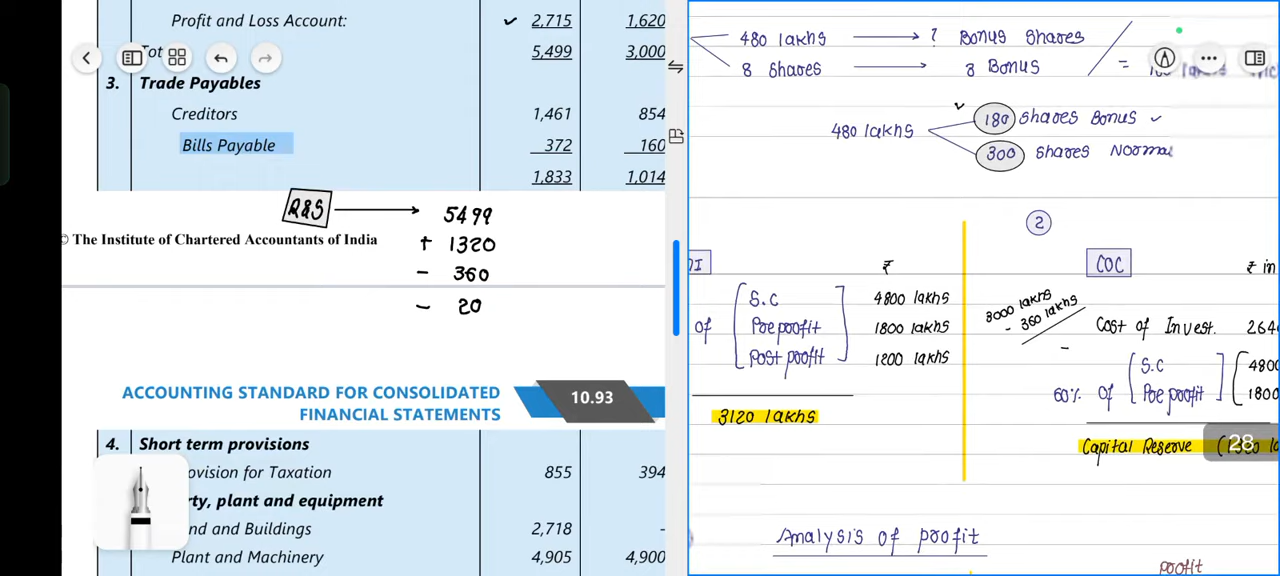 Profit and Loss Account: 2,715 1,620
Tot 5,499 3,000
3. Trade Payables
Creditors 1,461 854
Bills Payable 372 160
1,833 1,014
R&S → 5499
© The Institute of Chartered Accountants of India
+ 1320
- 360
- 20
ACCOUNTING STANDARD FOR CONSOLIDATED
FINANCIAL STATEMENTS
10.93
4. Short term provisions
ovision for Taxation 855 394
rty, plant and equipment
nd and Buildings 2,718 -
Plant and Machinery 4,905 4,900
480 lakhs → ? Bonus Shares
8 Shares → 3 Bonus =
480 lakhs
180 Shares Bonus
300 Shares Norma
2
I
₹
of
S.C 4800 lakhs
Pre profit 1800 lakhs
Post profit 1200 lakhs
3120 lakhs
COC
₹ in
3000 lakhs
- 360 lakhs
Cost of Invest. 264
-
60% of
S.C 4800
Pre profit 1800
Capital Reserve
28
Analysis of profit
profit